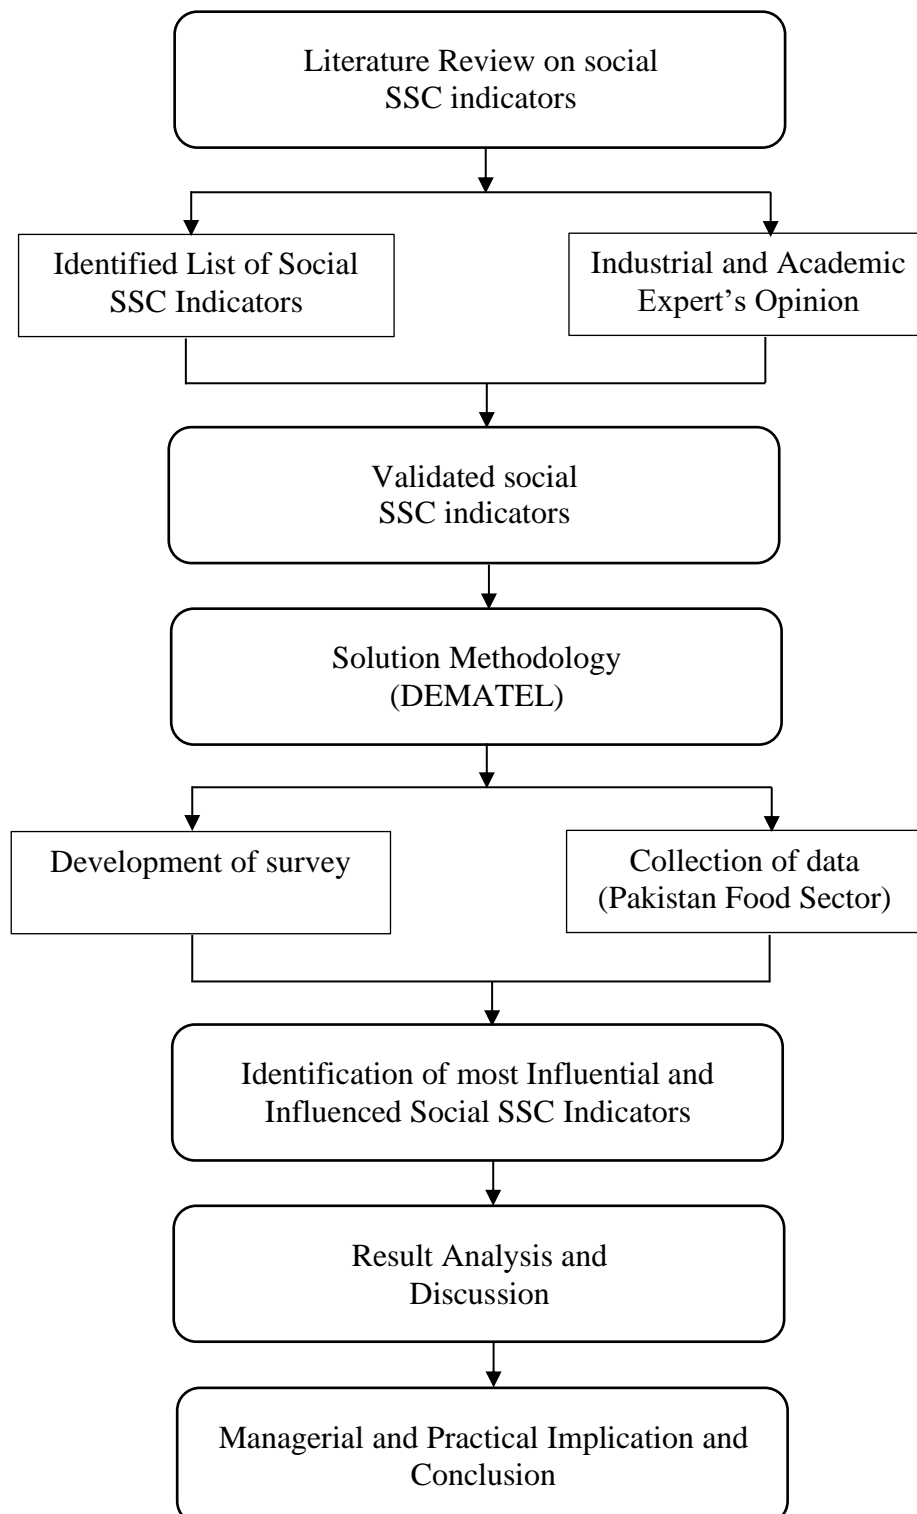 Literature Review on social
SSC indicators
Identified List of Social
SSC Indicators
Industrial and Academic
Expert’s Opinion
Validated social
SSC indicators
Solution Methodology
(DEMATEL)
Development of survey
Collection of data
(Pakistan Food Sector)
Identification of most Influential and
Influenced Social SSC Indicators
Result Analysis and
Discussion
Managerial and Practical Implication and
Conclusion